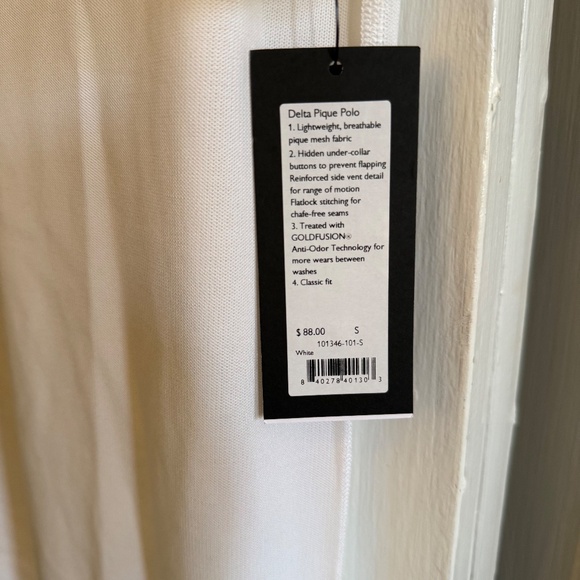 Delta Pique Polo
1. Lightweight, breathable
pique mesh fabric
2. Hidden under-collar
buttons to prevent flapping
Reinforced side vent detail
for range of motion
Flatlock stitching for
chafe-free seams
3. Treated with
GOLDFUSION®
Anti-Odor Technology for
more wears between
washes
4. Classic fit
$ 88.00 S
101346-101-S
White
8 40278 40130 3